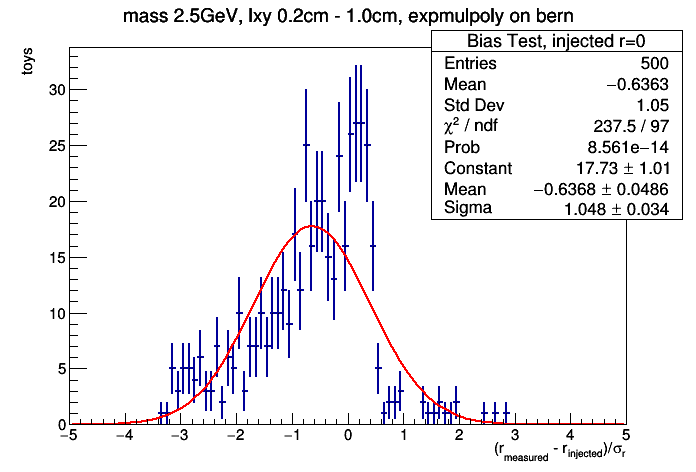 mass 2.5GeV, lxy 0.2cm - 1.0cm, expmulpoly on bern
toys
Bias Test, injected r=0
Entries 500
Mean −0.6363
Std Dev 1.05
χ² / ndf 237.5 / 97
Prob 8.561e−14
Constant 17.73 ± 1.01
Mean −0.6368 ± 0.0486
Sigma 1.048 ± 0.034
30
25
20
15
10
5
0
−5 −4 −3 −2 −1 0 1 2 3 4 5
(r_measured - r_injected)/σ_r